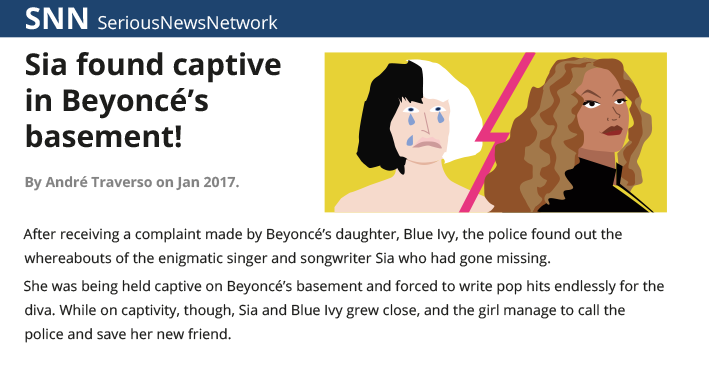 SNN SeriousNewsNetwork
Sia found captive
in Beyoncé’s
basement!
By André Traverso on Jan 2017.
After receiving a complaint made by Beyoncé’s daughter, Blue Ivy, the police found out the
whereabouts of the enigmatic singer and songwriter Sia who had gone missing.
She was being held captive on Beyoncé’s basement and forced to write pop hits endlessly for the
diva. While on captivity, though, Sia and Blue Ivy grew close, and the girl manage to call the
police and save her new friend.